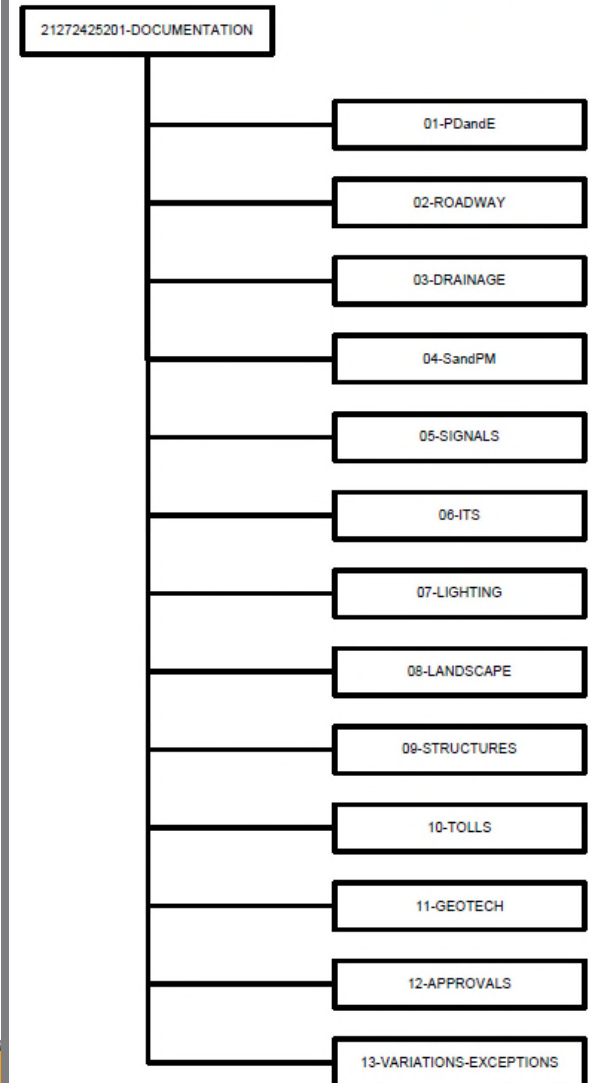 21272425201-DOCUMENTATION
01-PDandE
02-ROADWAY
03-DRAINAGE
04-SandPM
05-SIGNALS
06-ITS
07-LIGHTING
08-LANDSCAPE
09-STRUCTURES
10-TOLLS
11-GEOTECH
12-APPROVALS
13-VARIATIONS-EXCEPTIONS